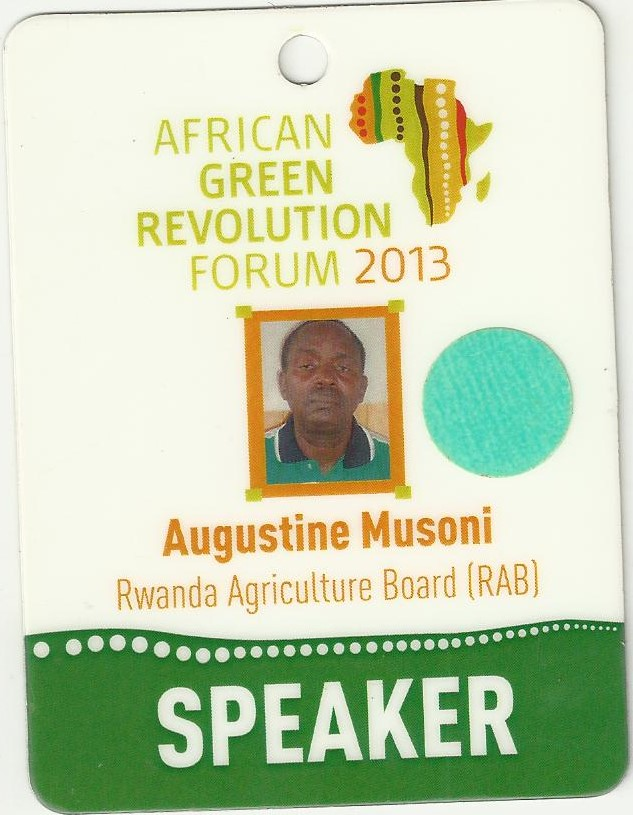 AFRICAN
GREEN
REVOLUTION
FORUM 2013
Augustine Musoni
Rwanda Agriculture Board (RAB)
SPEAKER